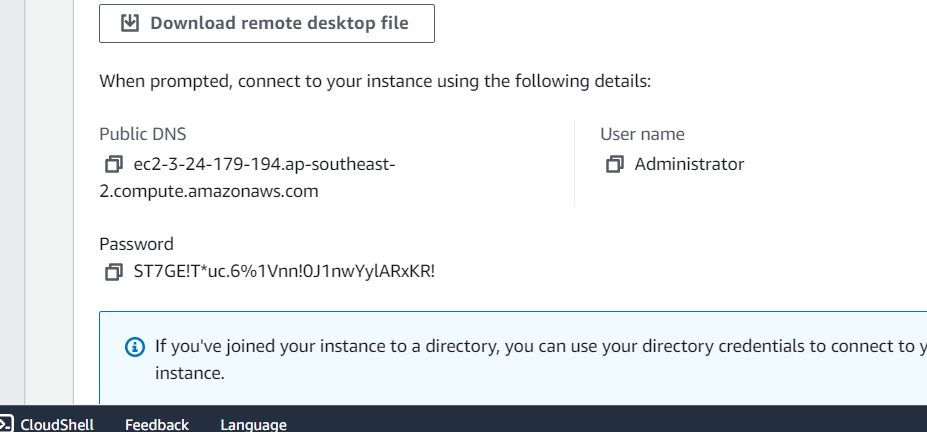 Download remote desktop file
When prompted, connect to your instance using the following details:
Public DNS
ec2-3-24-179-194.ap-southeast-
2.compute.amazonaws.com
User name
Administrator
Password
ST7GE!T*uc.6%1Vnn!0J1nwYylARxKR!
If you've joined your instance to a directory, you can use your directory credentials to connect to y
instance.
CloudShell Feedback Language